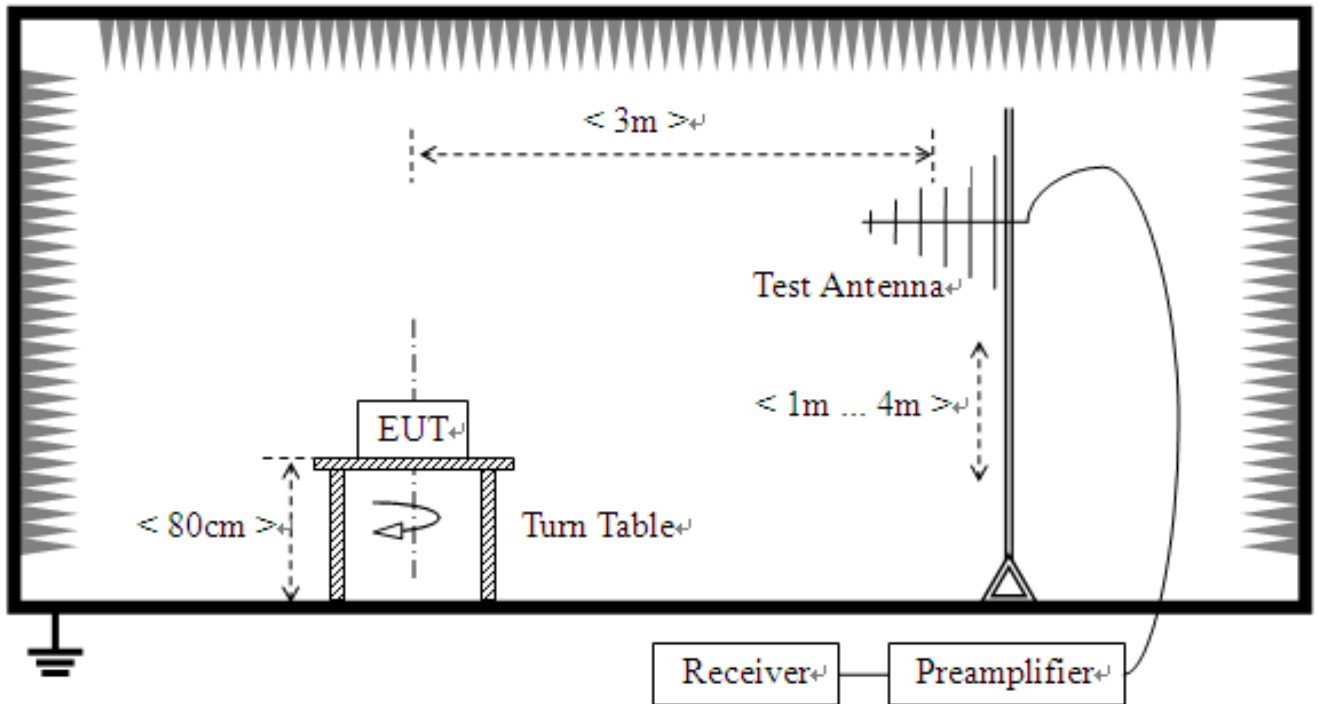 < 3m >↵
Test Antenna↵
< 1m ... 4m >↵
EUT↵
< 80cm >↵
Turn Table↵
Receiver↵
Preamplifier↵